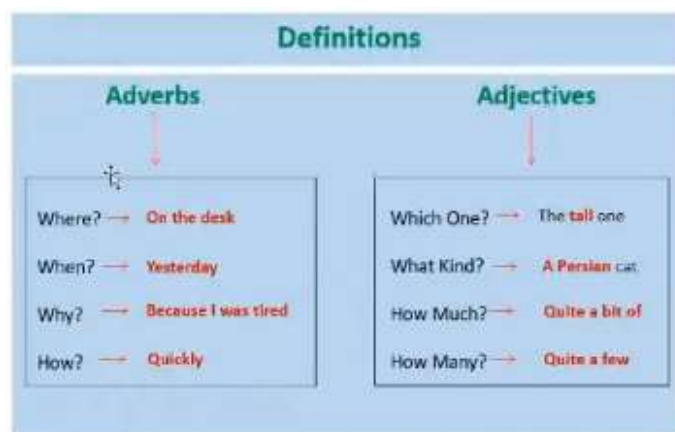 Definitions
Adverbs
Where? → On the desk
When? → Yesterday
Why? → Because I was tired
How? → Quickly
Adjectives
Which One? → The tall one
What Kind? → A Persian cat
How Much? → Quite a bit of
How Many? → Quite a few